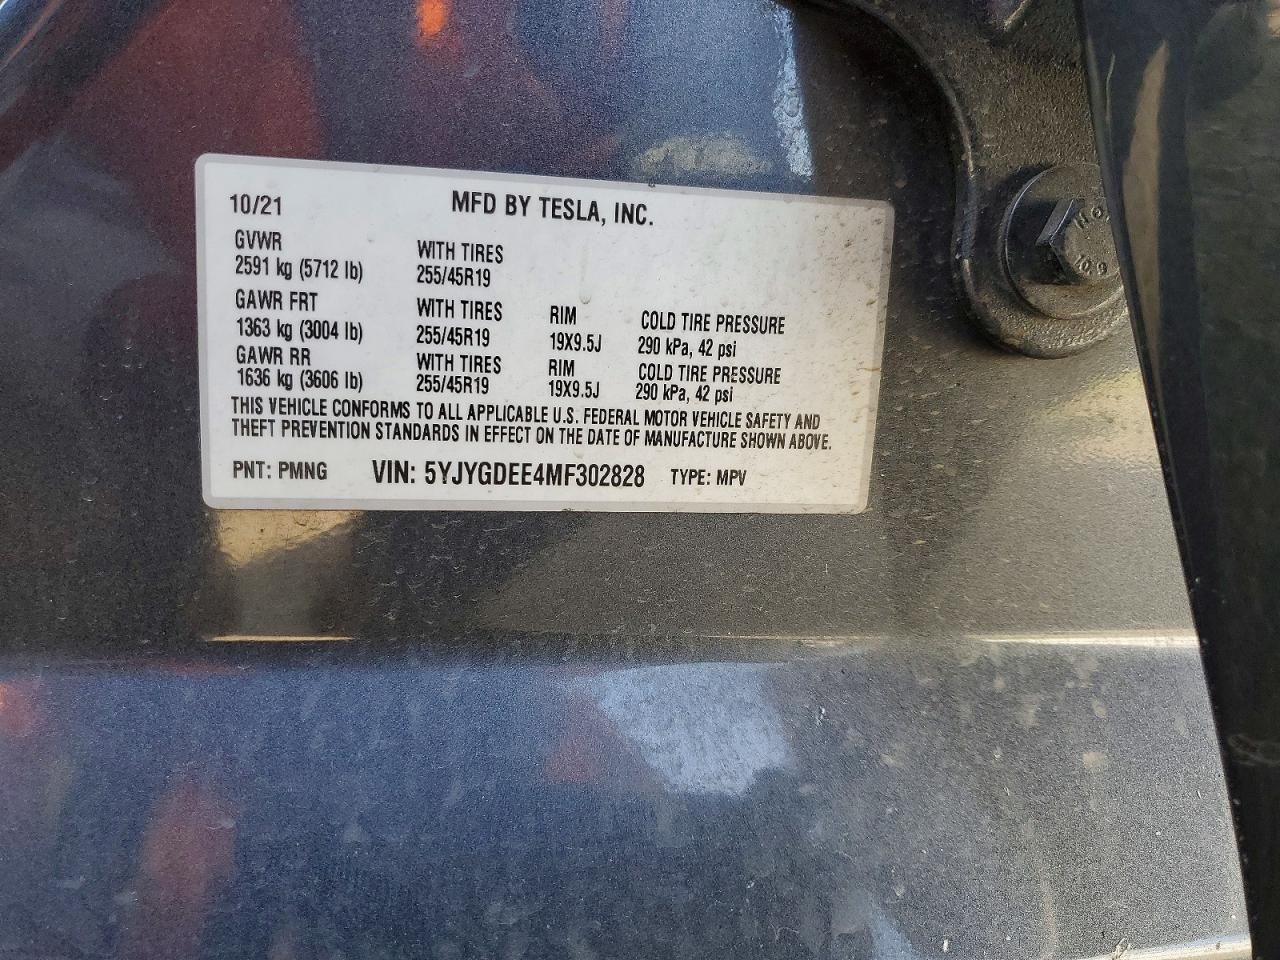 10/21 MFD BY TESLA, INC.
GVWR WITH TIRES
2591 kg (5712 lb) 255/45R19
GAWR FRT WITH TIRES RIM COLD TIRE PRESSURE
1363 kg (3004 lb) 255/45R19 19X9.5J 290 kPa, 42 psi
GAWR RR WITH TIRES RIM COLD TIRE PRESSURE
1636 kg (3606 lb) 255/45R19 19X9.5J 290 kPa, 42 psi
THIS VEHICLE CONFORMS TO ALL APPLICABLE U.S. FEDERAL MOTOR VEHICLE SAFETY AND
THEFT PREVENTION STANDARDS IN EFFECT ON THE DATE OF MANUFACTURE SHOWN ABOVE.
PNT: PMNG VIN: 5YJYGDEE4MF302828 TYPE: MPV
10.9